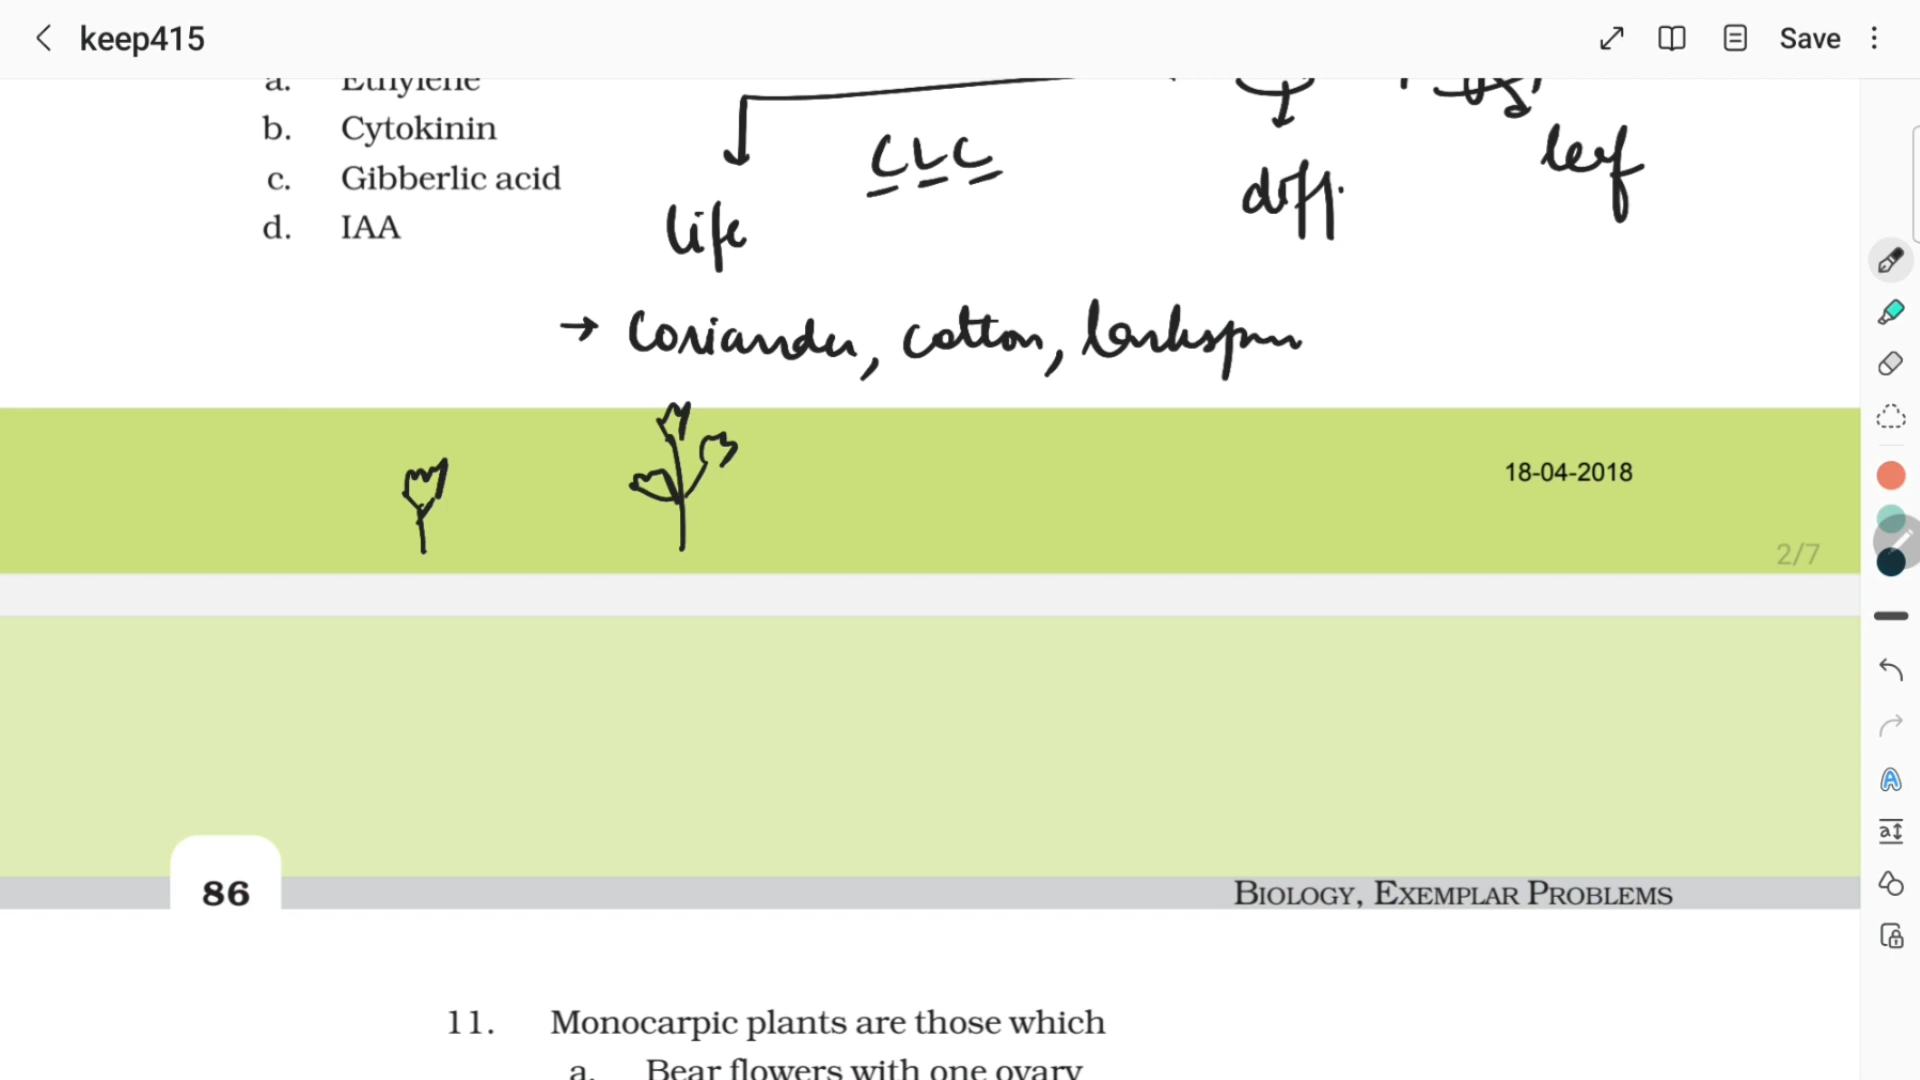 keep415
Save
a. Ethylene
b. Cytokinin
c. Gibberlic acid
d. IAA
CLC
life
diff.
leaf
→ Coriander, cotton, larkspur
18-04-2018
2/7
86
BIOLOGY, EXEMPLAR PROBLEMS
11. Monocarpic plants are those which
a. Bear flowers with one ovary